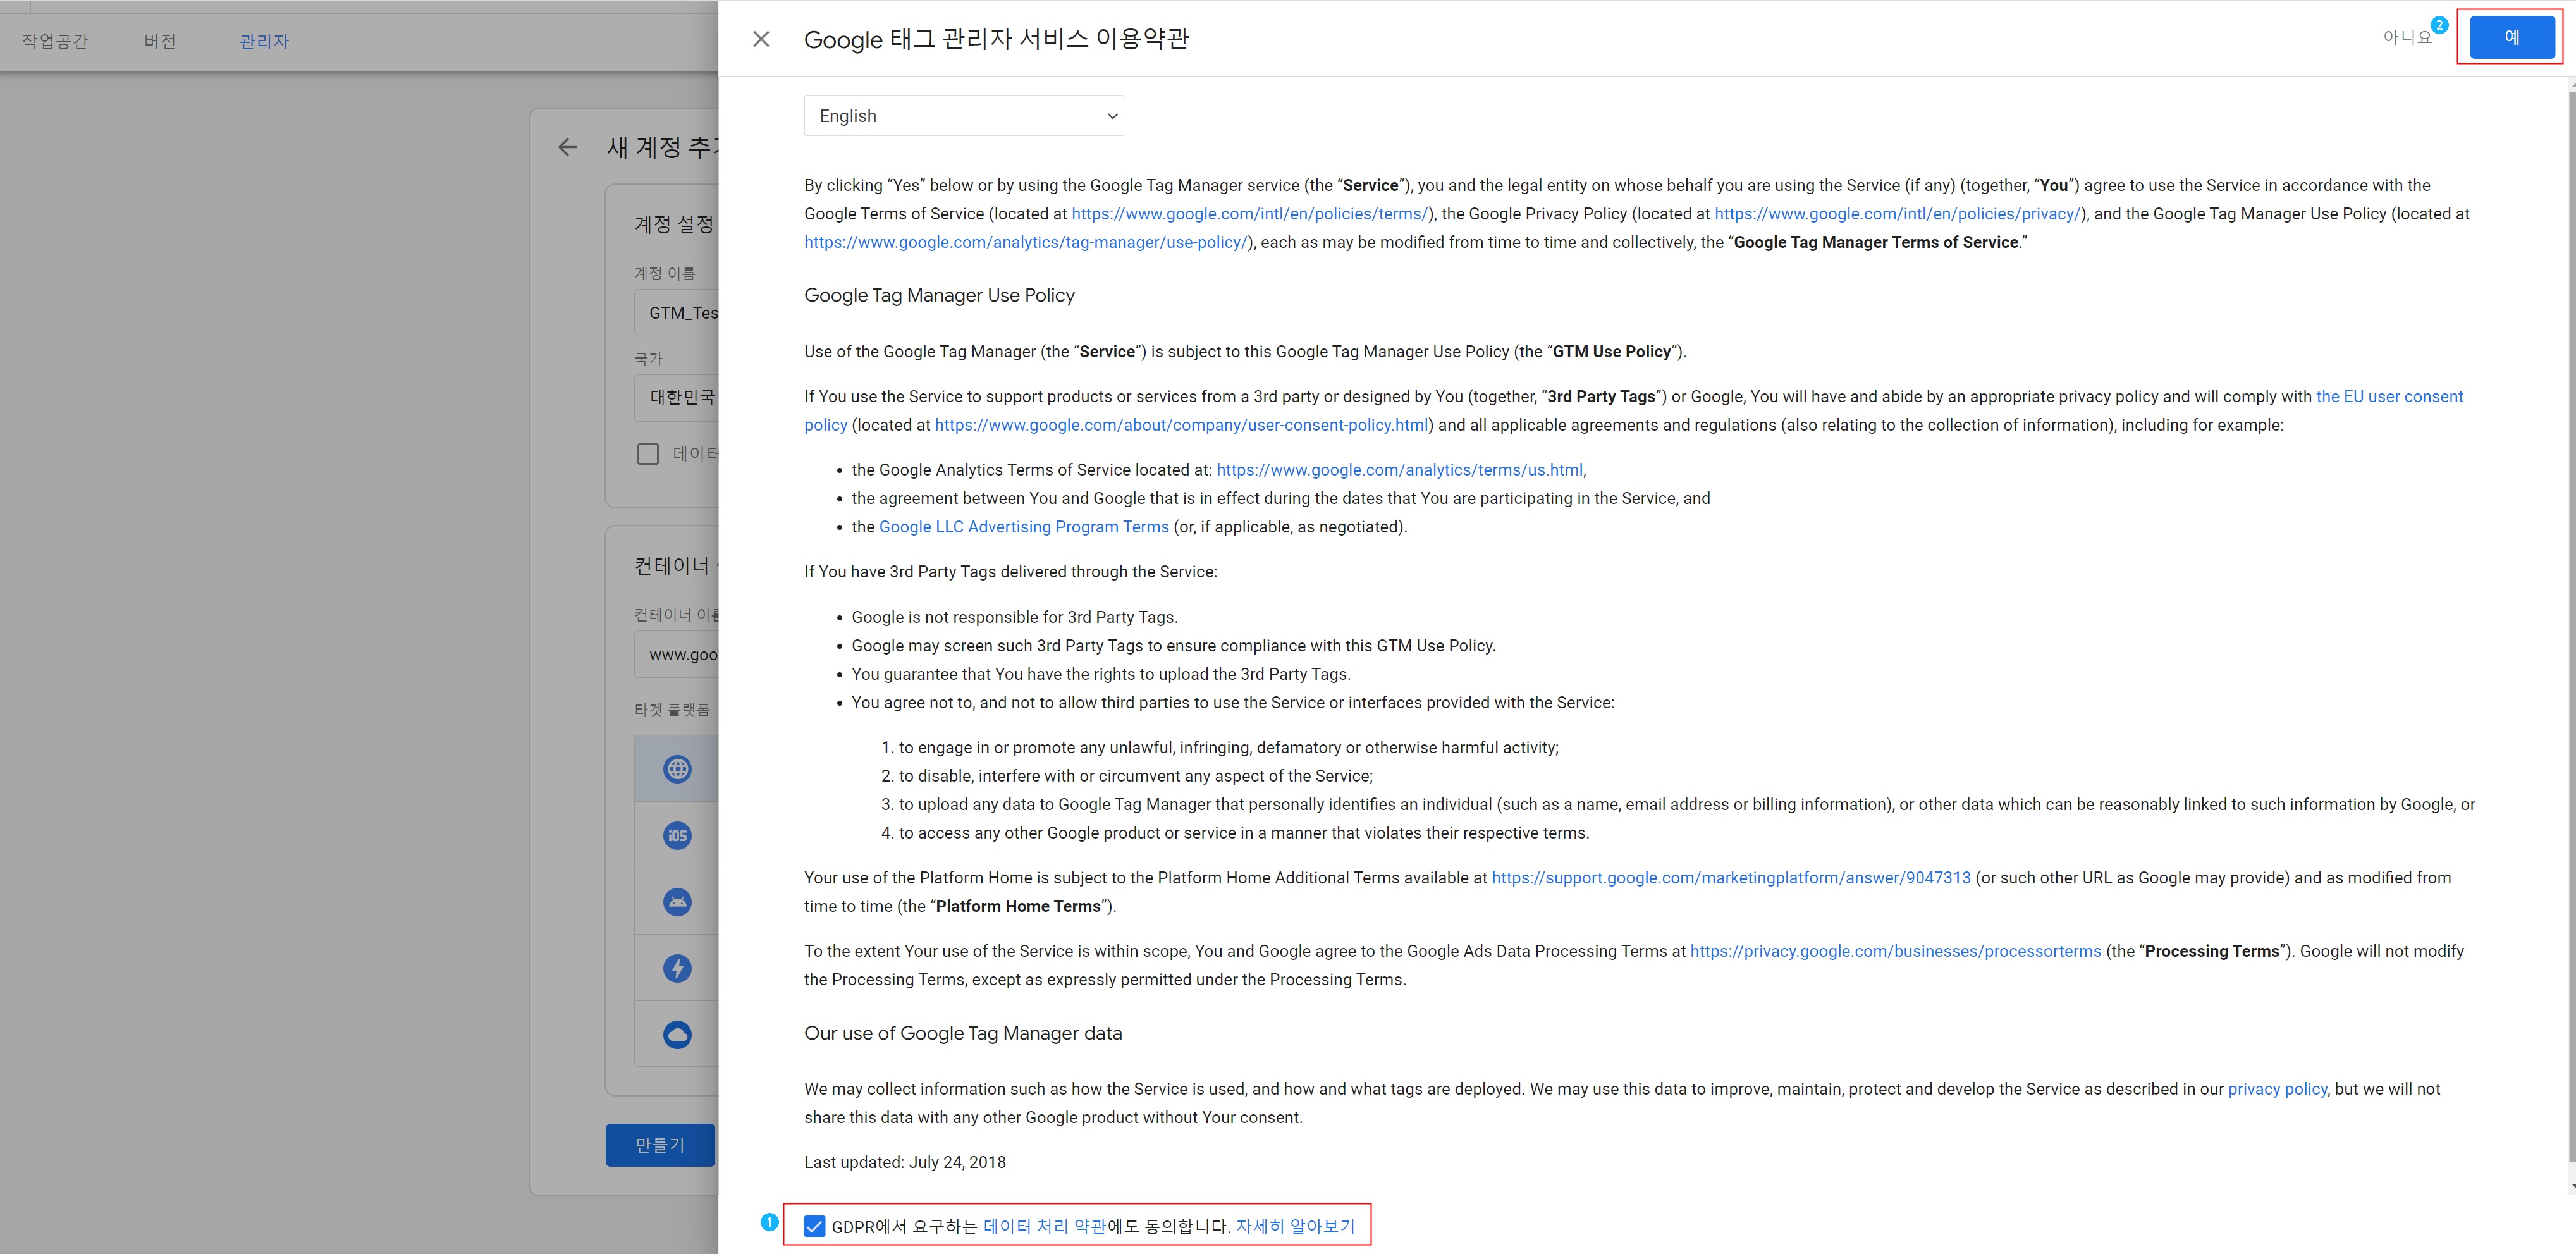 작업공간 버전 관리자
새 계정 추가
계정 설정
계정 이름
GTM_Tes
국가
대한민국
데이터
컨테이너
컨테이너 이름
www.goo
타겟 플랫폼
iOS
만들기
Google 태그 관리자 서비스 이용약관
아니요 2 예
English
By clicking “Yes” below or by using the Google Tag Manager service (the “Service”), you and the legal entity on whose behalf you are using the Service (if any) (together, “You”) agree to use the Service in accordance with the
Google Terms of Service (located at https://www.google.com/intl/en/policies/terms/), the Google Privacy Policy (located at https://www.google.com/intl/en/policies/privacy/), and the Google Tag Manager Use Policy (located at
https://www.google.com/analytics/tag-manager/use-policy/), each as may be modified from time to time and collectively, the “Google Tag Manager Terms of Service.”
Google Tag Manager Use Policy
Use of the Google Tag Manager (the “Service”) is subject to this Google Tag Manager Use Policy (the “GTM Use Policy”).
If You use the Service to support products or services from a 3rd party or designed by You (together, “3rd Party Tags”) or Google, You will have and abide by an appropriate privacy policy and will comply with the EU user consent
policy (located at https://www.google.com/about/company/user-consent-policy.html) and all applicable agreements and regulations (also relating to the collection of information), including for example:
• the Google Analytics Terms of Service located at: https://www.google.com/analytics/terms/us.html,
• the agreement between You and Google that is in effect during the dates that You are participating in the Service, and
• the Google LLC Advertising Program Terms (or, if applicable, as negotiated).
If You have 3rd Party Tags delivered through the Service:
• Google is not responsible for 3rd Party Tags.
• Google may screen such 3rd Party Tags to ensure compliance with this GTM Use Policy.
• You guarantee that You have the rights to upload the 3rd Party Tags.
• You agree not to, and not to allow third parties to use the Service or interfaces provided with the Service:
1. to engage in or promote any unlawful, infringing, defamatory or otherwise harmful activity;
2. to disable, interfere with or circumvent any aspect of the Service;
3. to upload any data to Google Tag Manager that personally identifies an individual (such as a name, email address or billing information), or other data which can be reasonably linked to such information by Google, or
4. to access any other Google product or service in a manner that violates their respective terms.
Your use of the Platform Home is subject to the Platform Home Additional Terms available at https://support.google.com/marketingplatform/answer/9047313 (or such other URL as Google may provide) and as modified from
time to time (the “Platform Home Terms”).
To the extent Your use of the Service is within scope, You and Google agree to the Google Ads Data Processing Terms at https://privacy.google.com/businesses/processorterms (the “Processing Terms”). Google will not modify
the Processing Terms, except as expressly permitted under the Processing Terms.
Our use of Google Tag Manager data
We may collect information such as how the Service is used, and how and what tags are deployed. We may use this data to improve, maintain, protect and develop the Service as described in our privacy policy, but we will not
share this data with any other Google product without Your consent.
Last updated: July 24, 2018
1 GDPR에서 요구하는 데이터 처리 약관에도 동의합니다. 자세히 알아보기